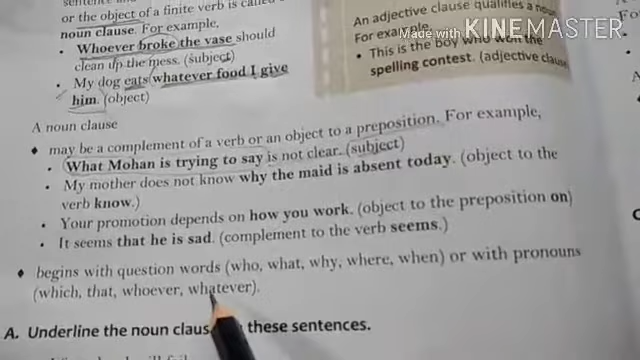 sentence and
or the object of a finite verb is called
noun clause. For example,
• Whoever broke the vase should
clean up the mess. (subject)
• My dog eats whatever food I give
him. (object)
An adjective clause qualifies a noun
For example,
• This is the boy who won the
spelling contest. (adjective clause
Made with KINEMASTER
A noun clause
♦ may be a complement of a verb or an object to a preposition. For example,
• What Mohan is trying to say is not clear. (subject)
• My mother does not know why the maid is absent today. (object to the
verb know.)
• Your promotion depends on how you work. (object to the preposition on)
• It seems that he is sad. (complement to the verb seems.)
♦ begins with question words (who, what, why, where, when) or with pronouns
(which, that, whoever, whatever).
A. Underline the noun claus these sentences.